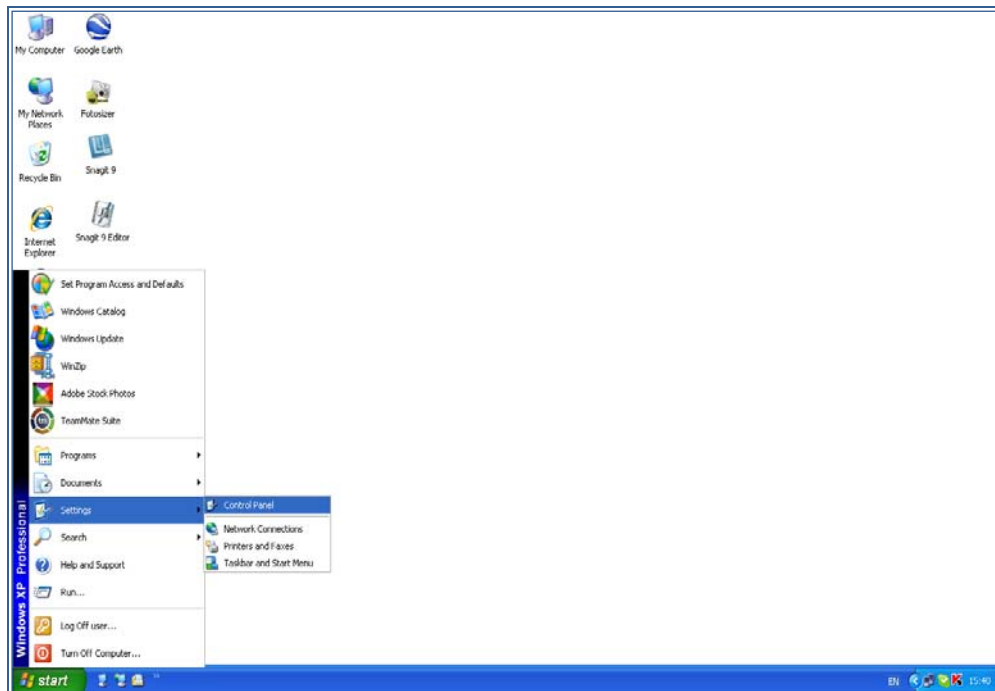 My Computer
Google Earth
My Network
Places
Fotosizer
Recycle Bin
Snagit 9
Internet
Explorer
Snagit 9 Editor
Set Program Access and Defaults
Windows Catalog
Windows Update
WinZip
Adobe Stock Photos
TeamMate Suite
Programs
Documents
Settings
Search
Help and Support
Run...
Log Off user...
Turn Off Computer...
Windows XP Professional
Control Panel
Network Connections
Printers and Faxes
Taskbar and Start Menu
start
EN
15:40